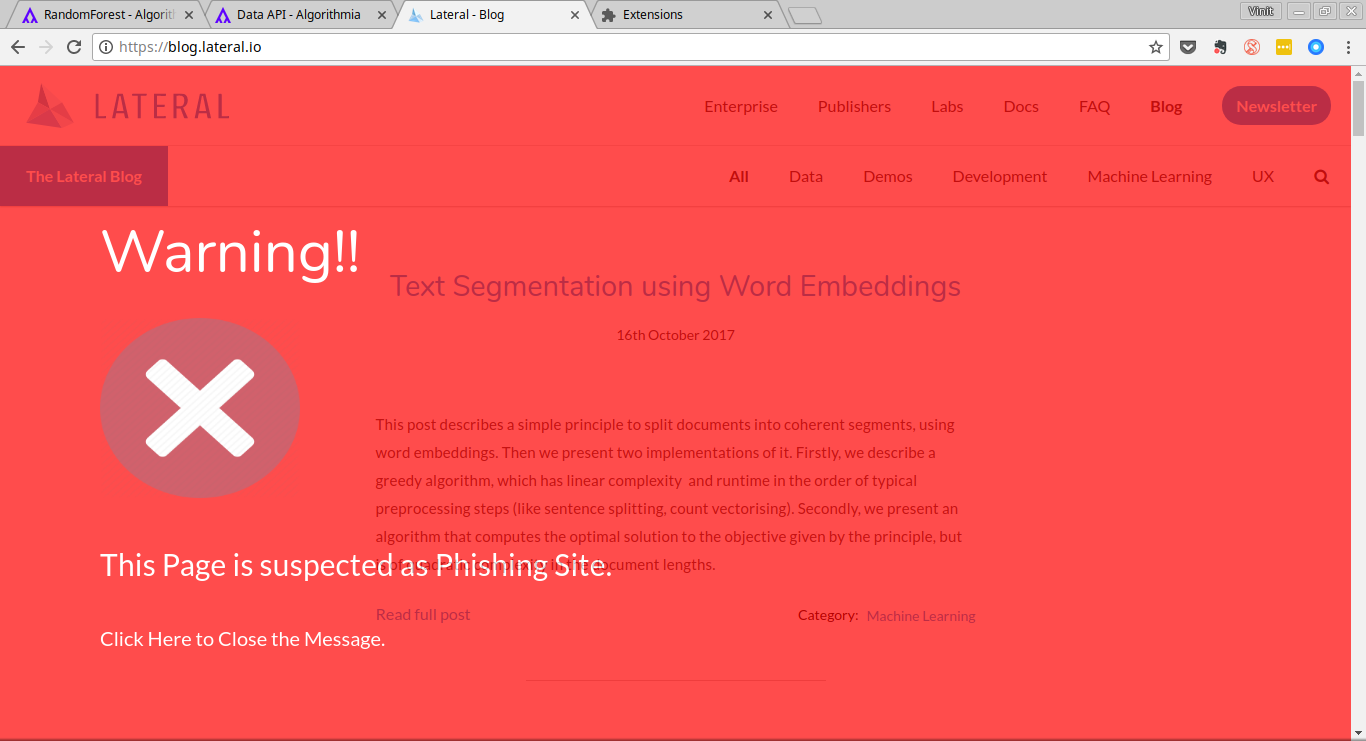 RandomForest - Algorit
Data API - Algorithmia
Lateral - Blog
Extensions
Vinit
https://blog.lateral.io
LATERAL
Enterprise
Publishers
Labs
Docs
FAQ
Blog
Newsletter
The Lateral Blog
All
Data
Demos
Development
Machine Learning
UX
Warning!!
Text Segmentation using Word Embeddings
16th October 2017
This post describes a simple principle to split documents into coherent segments, using
word embeddings. Then we present two implementations of it. Firstly, we describe a
greedy algorithm, which has linear complexity and runtime in the order of typical
preprocessing steps (like sentence splitting, count vectorising). Secondly, we present an
algorithm that computes the optimal solution to the objective given by the principle, but
is of quadratic complexity in the document lengths.
This Page is suspected as Phishing Site.
Read full post
Category: Machine Learning
Click Here to Close the Message.